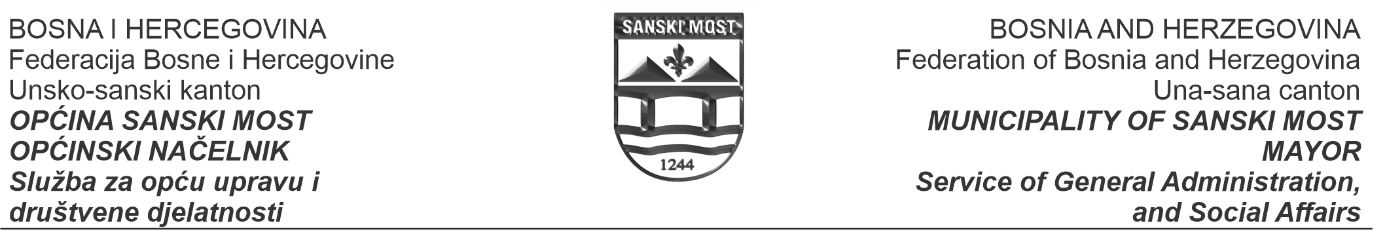 BOSNA I HERCEGOVINA
Federacija Bosne i Hercegovine
Unsko-sanski kanton
OPĆINA SANSKI MOST
OPĆINSKI NAČELNIK
Služba za opću upravu i
društvene djelatnosti
SANSKI MOST
1244
BOSNIA AND HERZEGOVINA
Federation of Bosnia and Herzegovina
Una-sana canton
MUNICIPALITY OF SANSKI MOST
MAYOR
Service of General Administration,
and Social Affairs